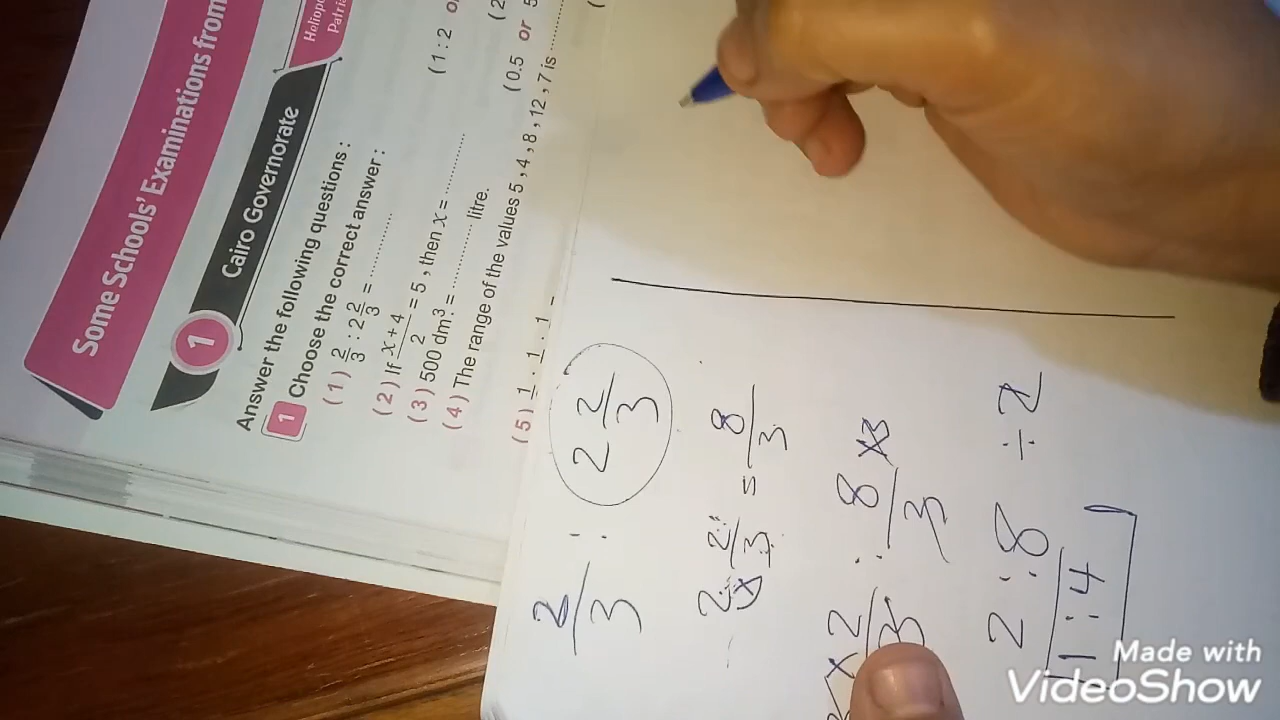 Some Schools' Examinations from
1 Cairo Governorate
Answer the following questions :
1 Choose the correct answer :
(1) 2/3 : 2 2/3 = ............
(1 : 2
(2) If (x + 4)/2 = 5 , then x = ............
(3) 500 dm³. = ............ litre.
(0.5 or 5
(4) The range of the values 5 , 4 , 8 , 12 , 7 is ............
(5) 1 . 1 . 1
2/3 : 2 2/3
2 2/3 = 8/3
×2/3 : 8/3 ×3
2 : 8 ÷ 2
1 : 4
Made with
VideoShow